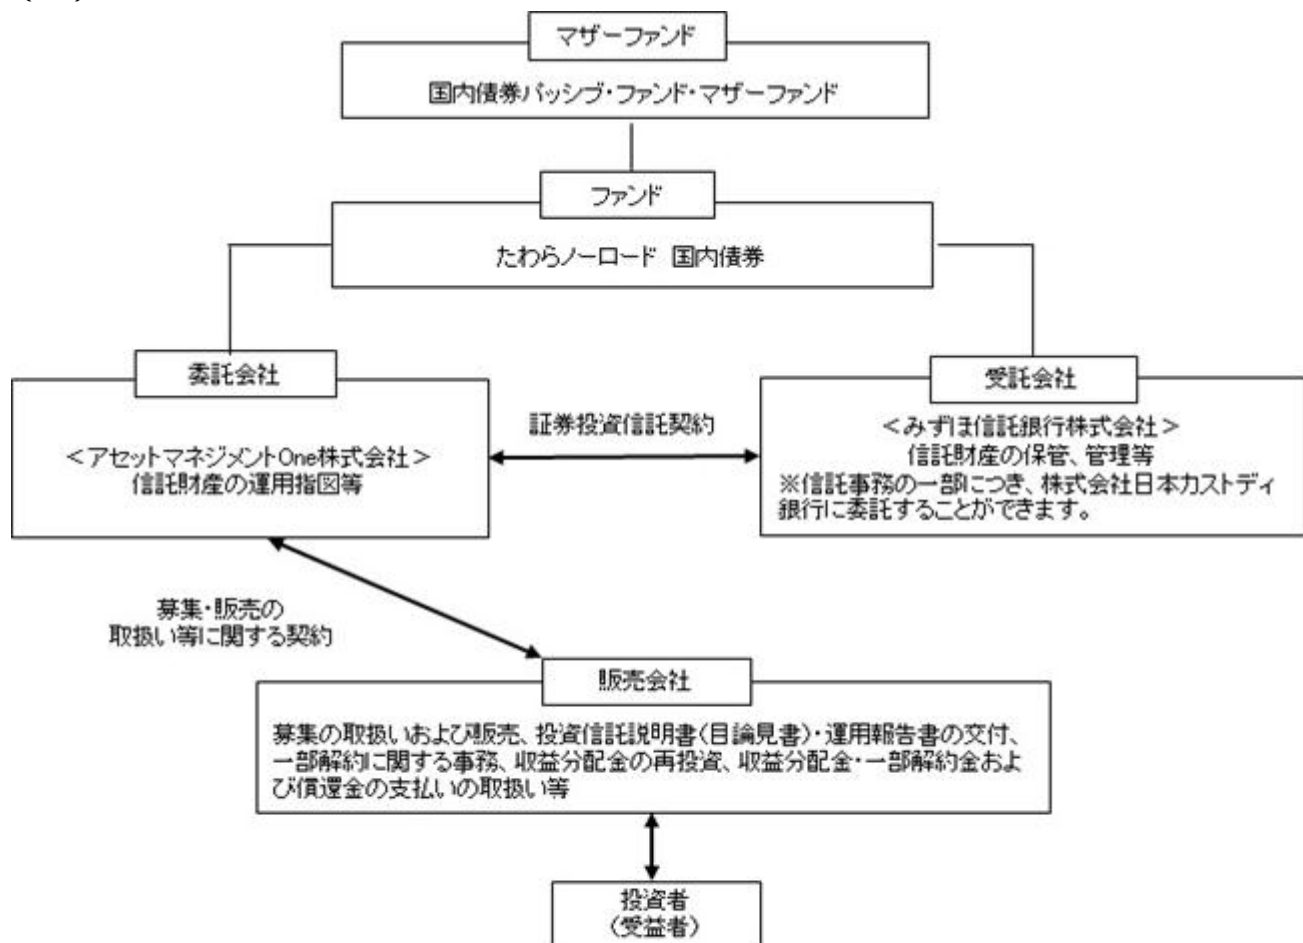 マザーファンド
国内債券パッシブ・ファンド・マザーファンド
ファンド
たわらノーロード 国内債券
委託会社
<アセットマネジメントOne株式会社>
信託財産の運用指図等
証券投資信託契約
受託会社
<みずほ信託銀行株式会社>
信託財産の保管、管理等
※信託事務の一部につき、株式会社日本カストディ
銀行に委託することができます。
募集・販売の
取扱い等に関する契約
販売会社
募集の取扱いおよび販売、投資信託説明書(目論見書)・運用報告書の交付、
一部解約に関する事務、収益分配金の再投資、収益分配金・一部解約金およ
び償還金の支払いの取扱い等
投資者
(受益者)